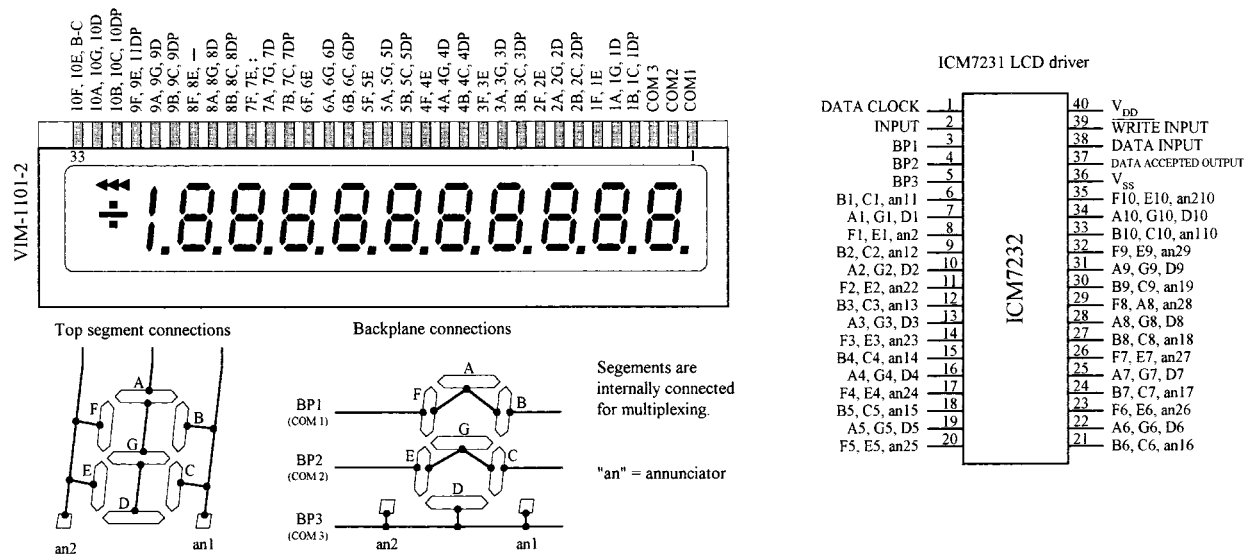 10F, 10E, B-C
10A, 10G, 10D
10B, 10C, 10DP
9F, 9E, 11DP
9A, 9G, 9D
9B, 9C, 9DP
8F, 8E, —
8A, 8G, 8D
8B, 8C, 8DP
7F, 7E, :
7A, 7G, 7D
7B, 7C, 7DP
6F, 6E
6A, 6G, 6D
6B, 6C, 6DP
5F, 5E
5A, 5G, 5D
5B, 5C, 5DP
4F, 4E
4A, 4G, 4D
4B, 4C, 4DP
3F, 3E
3A, 3G, 3D
3B, 3C, 3DP
2F, 2E
2A, 2G, 2D
2B, 2C, 2DP
1F, 1E
1A, 1G, 1D
1B, 1C, 1DP
COM 3
COM2
COM1
33
1
VIM-1101-2
1.8.8.8.8.8.8.8.8.8.8.
Top segment connections
A
F
B
G
E
C
D
an2
an1
Backplane connections
A
BP1
(COM 1)
F
B
G
BP2
(COM 2)
E
C
D
BP3
(COM 3)
an2
an1
Segements are
internally connected
for multiplexing.
"an" = annunciator
ICM7231 LCD driver
DATA CLOCK 1
INPUT 2
BP1 3
BP2 4
BP3 5
B1, C1, an11 6
A1, G1, D1 7
F1, E1, an2 8
B2, C2, an12 9
A2, G2, D2 10
F2, E2, an22 11
B3, C3, an13 12
A3, G3, D3 13
F3, E3, an23 14
B4, C4, an14 15
A4, G4, D4 16
F4, E4, an24 17
B5, C5, an15 18
A5, G5, D5 19
F5, E5, an25 20
ICM7232
40 VDD
39 WRITE INPUT
38 DATA INPUT
37 DATA ACCEPTED OUTPUT
36 VSS
35 F10, E10, an210
34 A10, G10, D10
33 B10, C10, an110
32 F9, E9, an29
31 A9, G9, D9
30 B9, C9, an19
29 F8, A8, an28
28 A8, G8, D8
27 B8, C8, an18
26 F7, E7, an27
25 A7, G7, D7
24 B7, C7, an17
23 F6, E6, an26
22 A6, G6, D6
21 B6, C6, an16